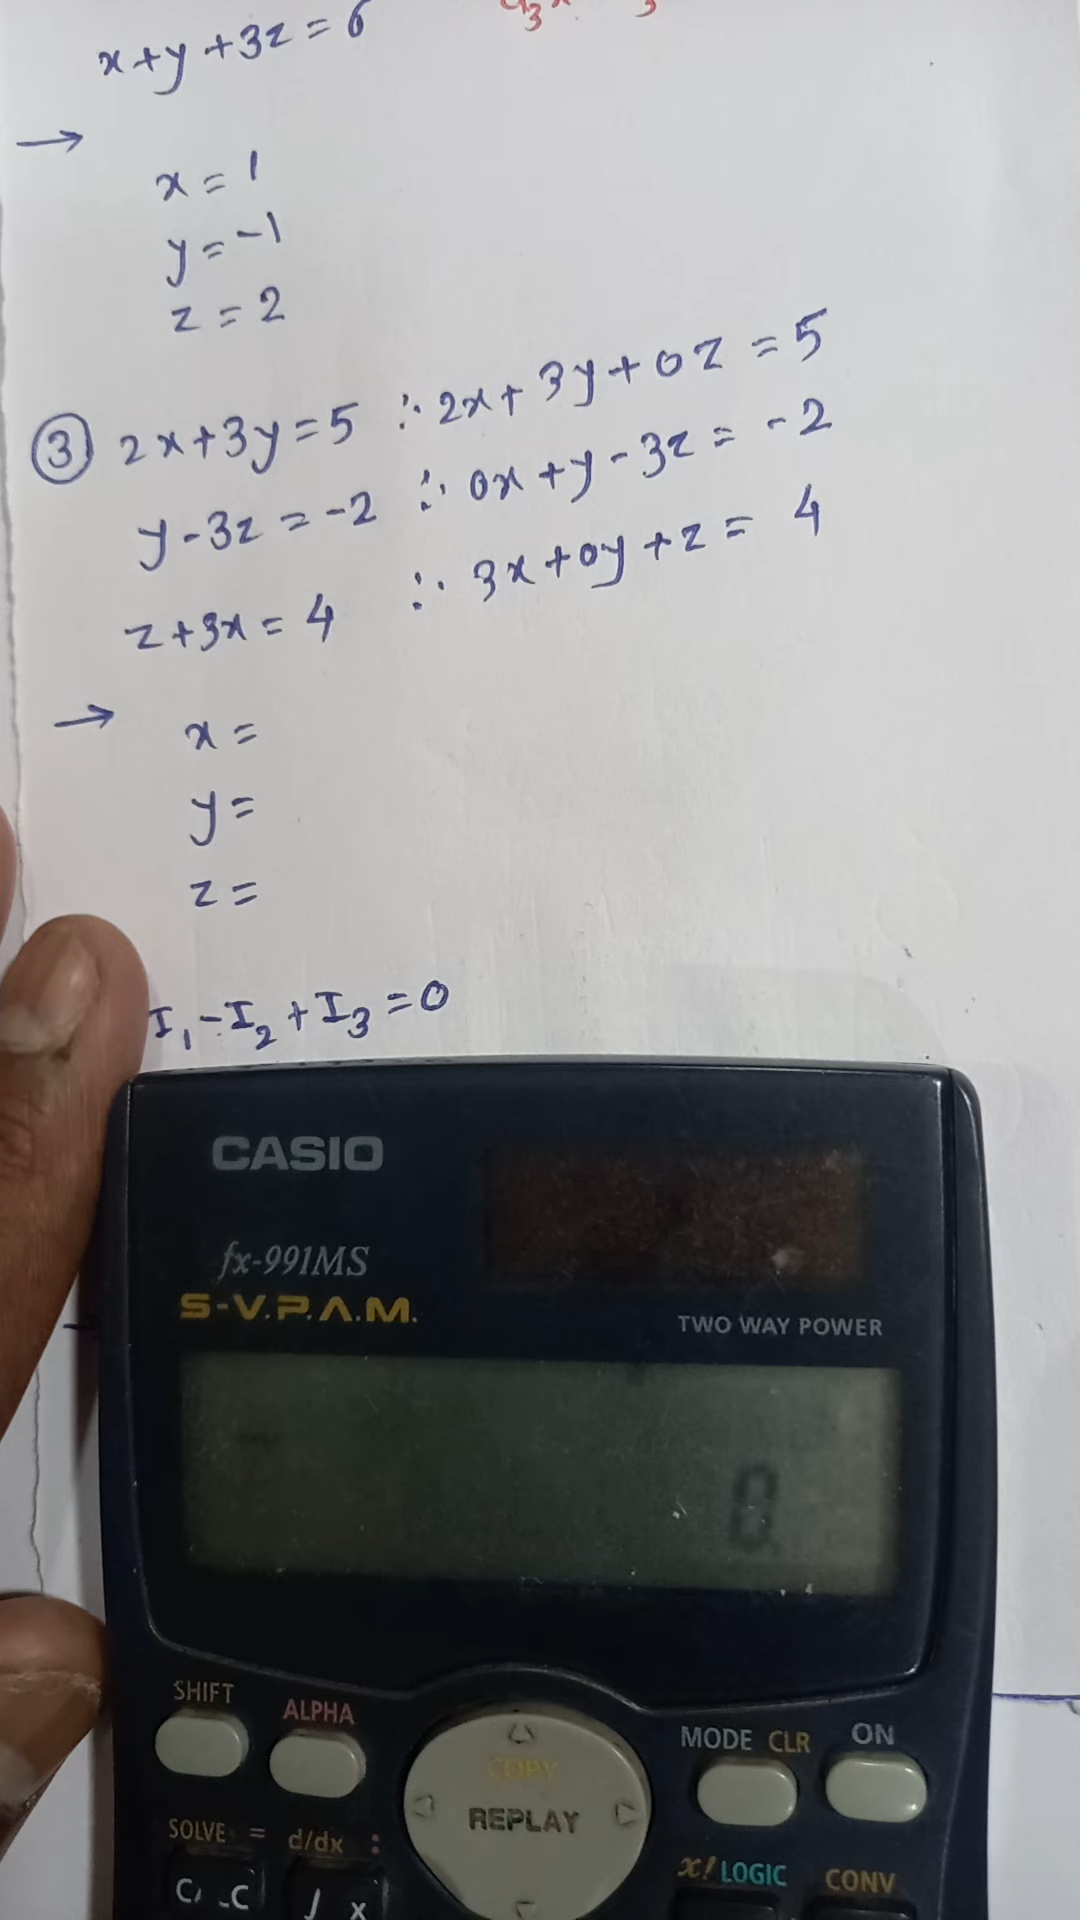 x+y+3z=6
→
x=1
y=-1
z=2
③ 2x+3y=5 ∴ 2x+3y+0z=5
y-3z=-2 ∴ 0x+y-3z=-2
z+3x=4 ∴ 3x+0y+z=4
→ x=
y=
z=
I₁-I₂+I₃=0
CASIO
fx-991MS
S-V.P.A.M.
TWO WAY POWER
0
SHIFT ALPHA MODE CLR ON
COPY
REPLAY
SOLVE = d/dx :
x! LOGIC CONV